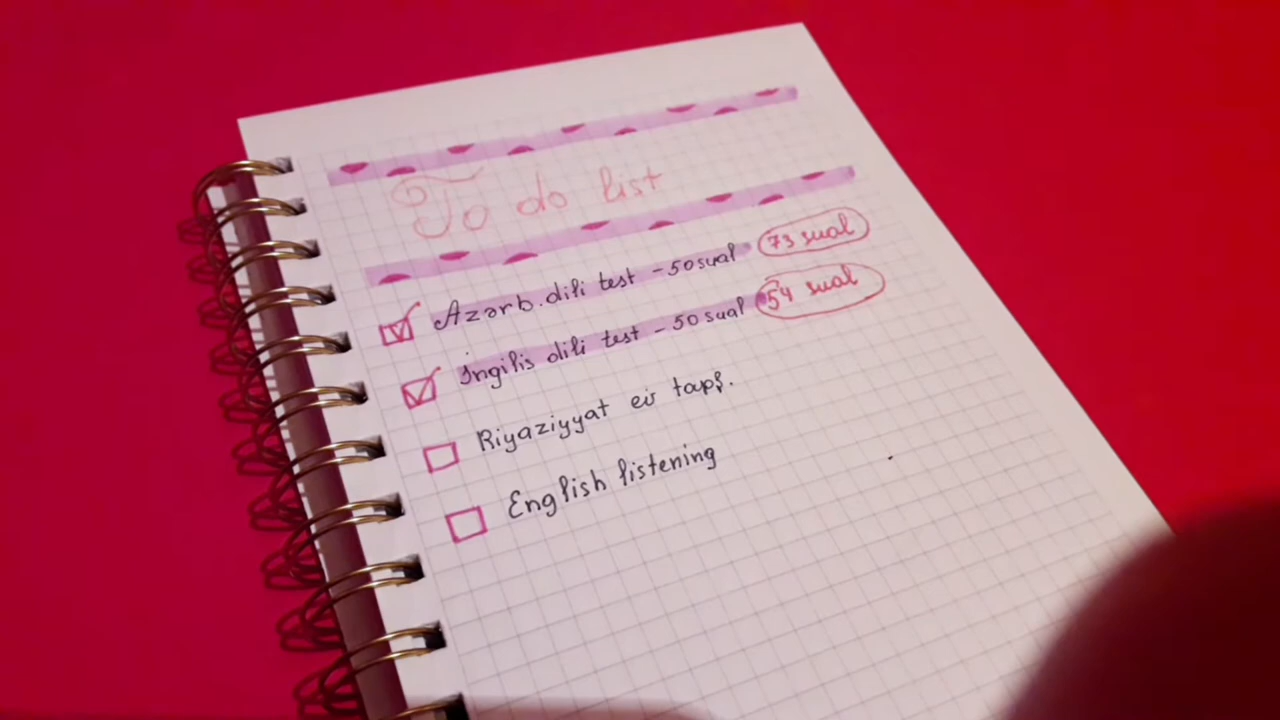 To do list
Azərb. dili test - 50 sual 73 sual
İngilis dili test - 50 sual 54 sual
Riyaziyyat ev tapş.
English listening